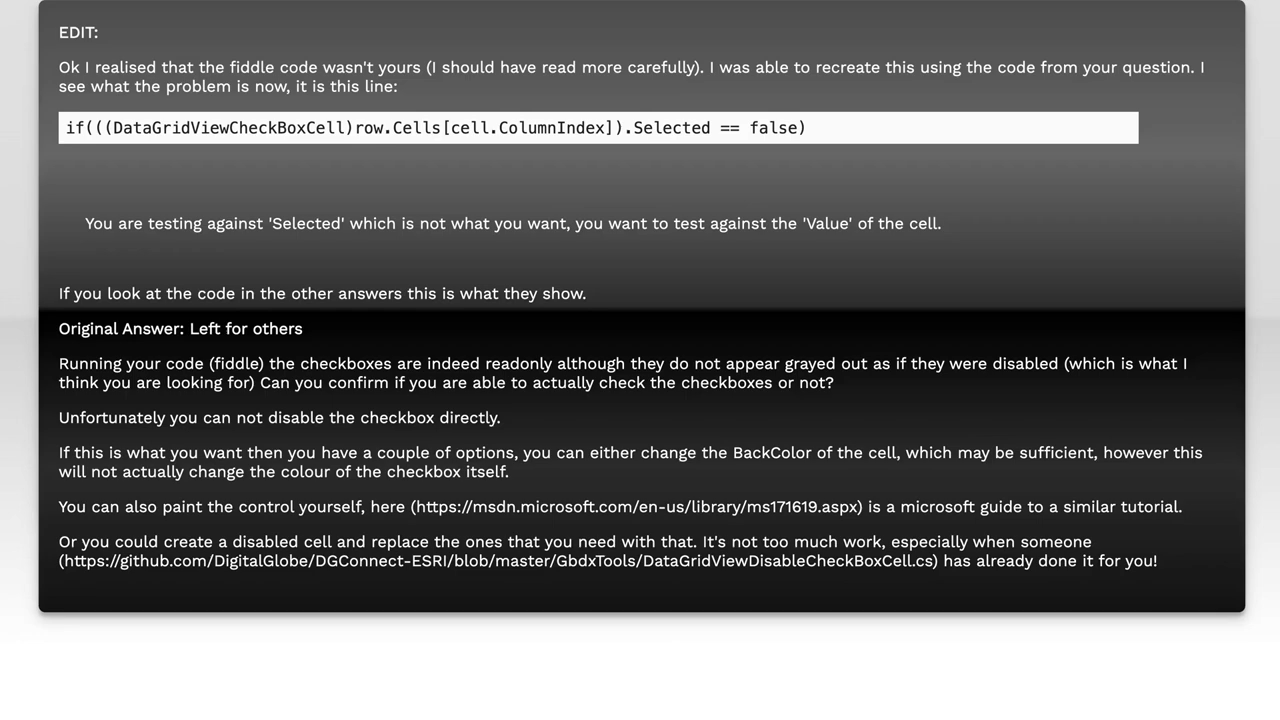 EDIT:
Ok I realised that the fiddle code wasn't yours (I should have read more carefully). I was able to recreate this using the code from your question. I
see what the problem is now, it is this line:
if(((DataGridViewCheckBoxCell)row.Cells[cell.ColumnIndex]).Selected == false)
You are testing against 'Selected' which is not what you want, you want to test against the 'Value' of the cell.
If you look at the code in the other answers this is what they show.
Original Answer: Left for others
Running your code (fiddle) the checkboxes are indeed readonly although they do not appear grayed out as if they were disabled (which is what I
think you are looking for) Can you confirm if you are able to actually check the checkboxes or not?
Unfortunately you can not disable the checkbox directly.
If this is what you want then you have a couple of options, you can either change the BackColor of the cell, which may be sufficient, however this
will not actually change the colour of the checkbox itself.
You can also paint the control yourself, here (https://msdn.microsoft.com/en-us/library/ms171619.aspx) is a microsoft guide to a similar tutorial.
Or you could create a disabled cell and replace the ones that you need with that. It's not too much work, especially when someone
(https://github.com/DigitalGlobe/DGConnect-ESRI/blob/master/GbdxTools/DataGridViewDisableCheckBoxCell.cs) has already done it for you!